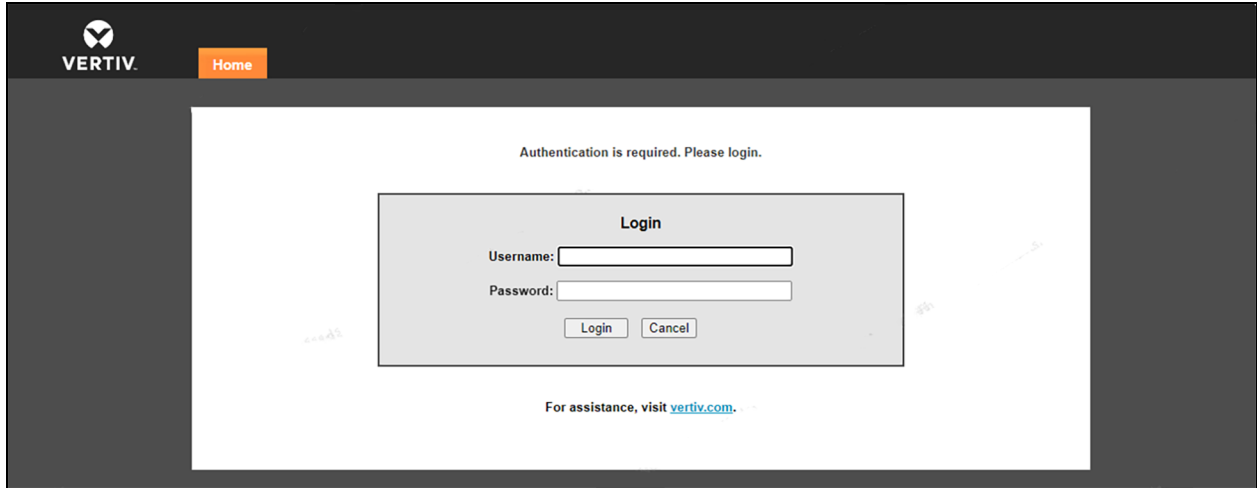 VERTIV.
Home
Authentication is required. Please login.
Login
Username:
Password:
Login Cancel
For assistance, visit vertiv.com.